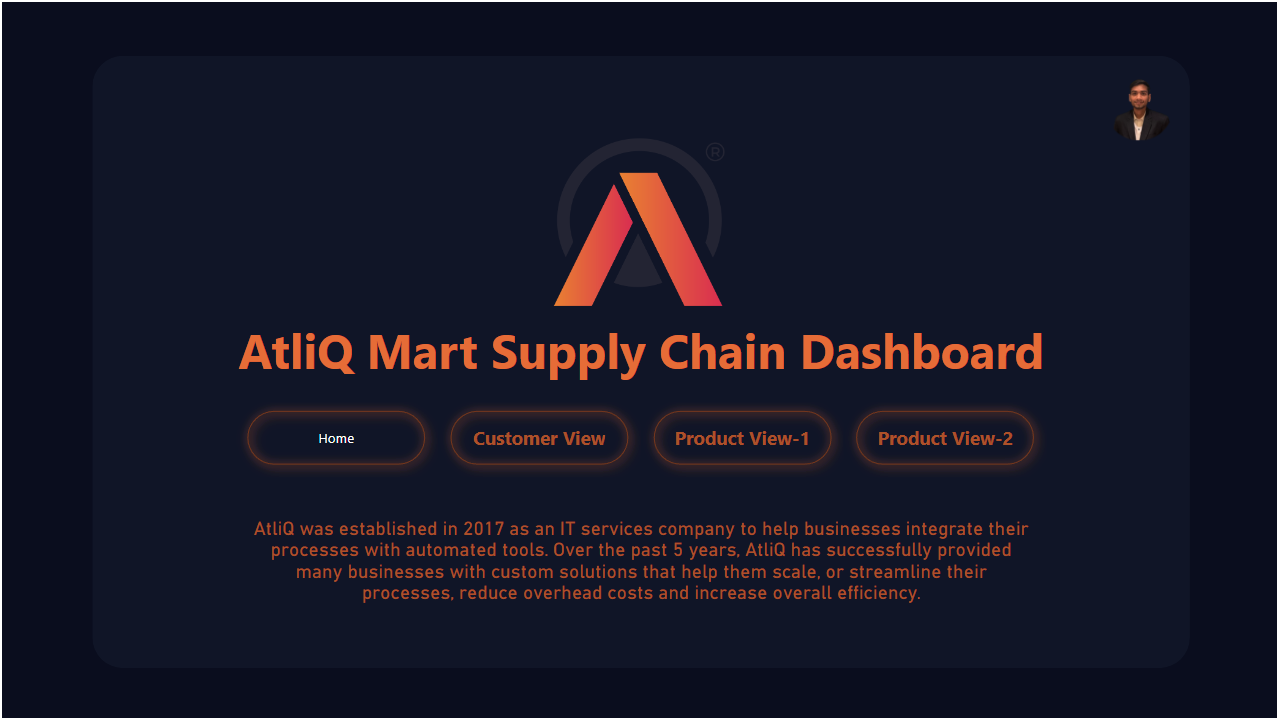 ®
AtliQ Mart Supply Chain Dashboard
Home
Customer View
Product View-1
Product View-2
AtliQ was established in 2017 as an IT services company to help businesses integrate their
processes with automated tools. Over the past 5 years, AtliQ has successfully provided
many businesses with custom solutions that help them scale, or streamline their
processes, reduce overhead costs and increase overall efficiency.